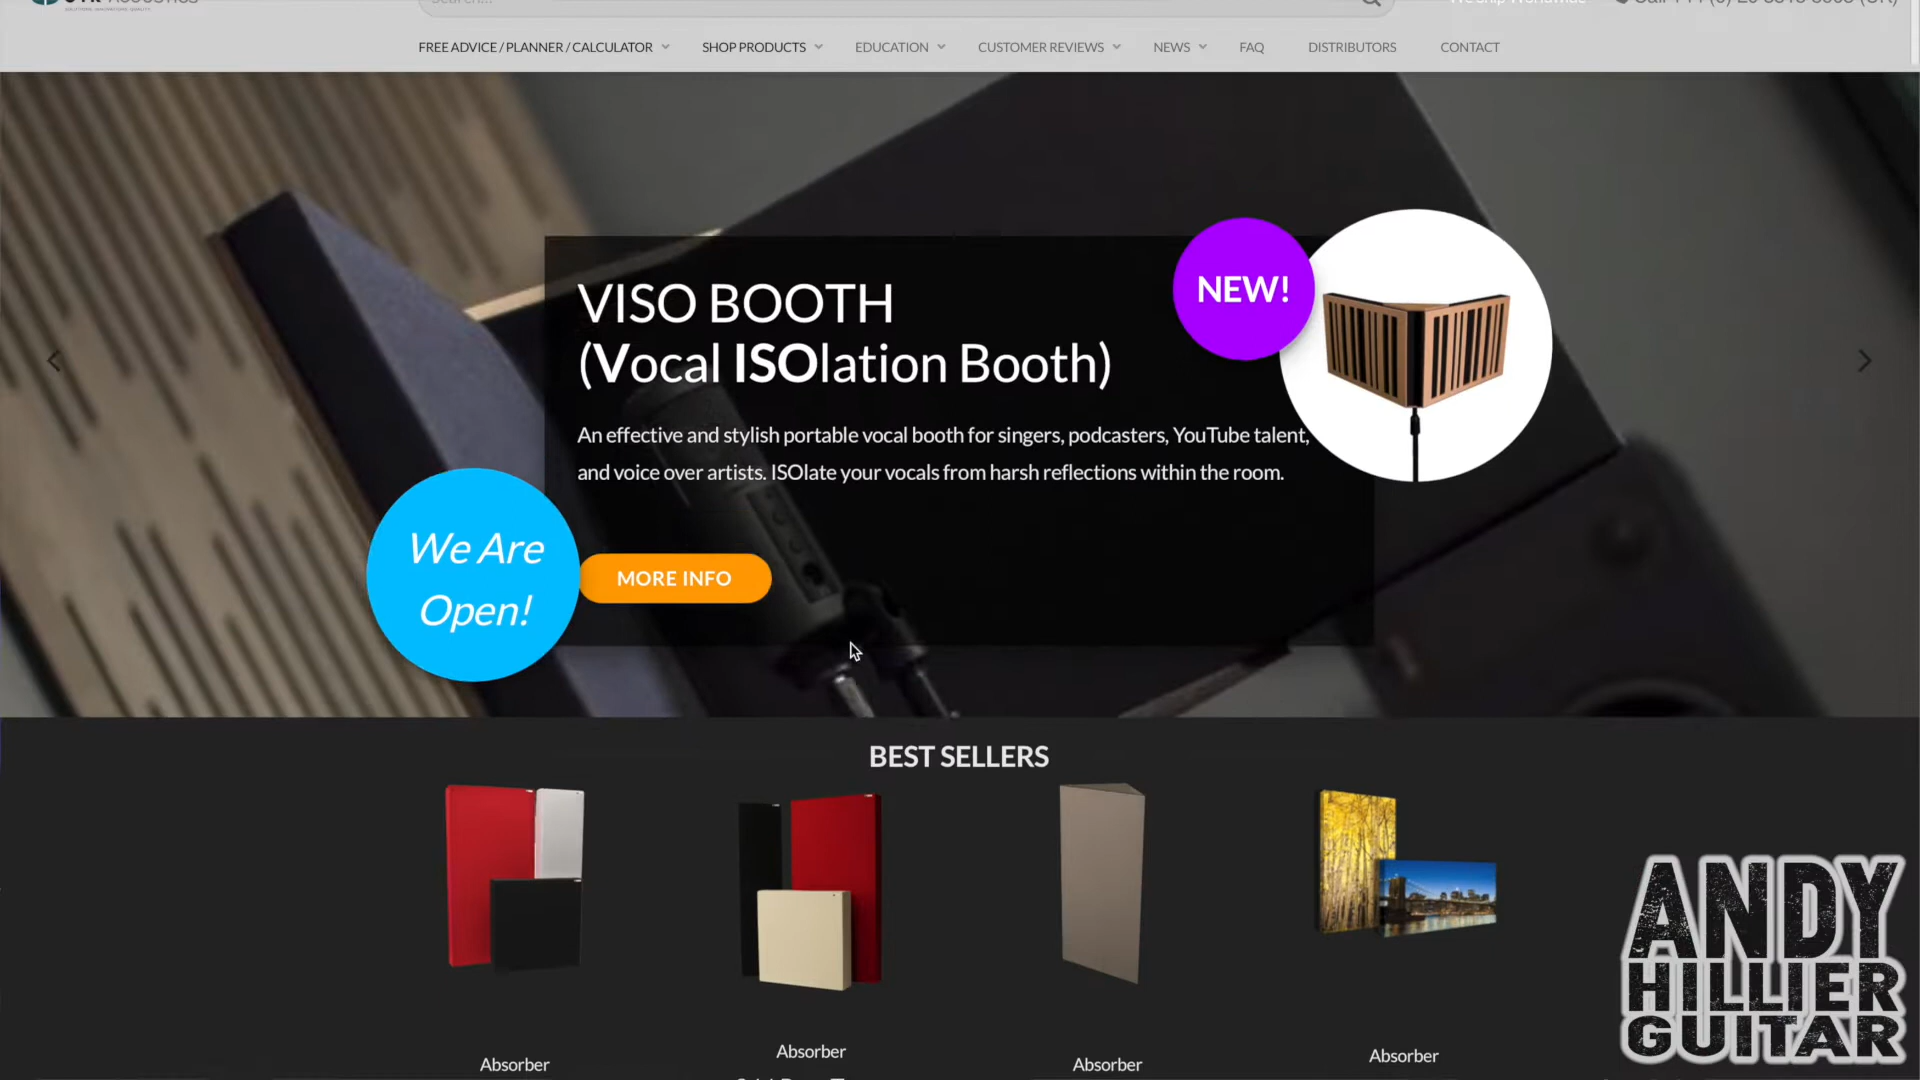 FREE ADVICE / PLANNER / CALCULATOR SHOP PRODUCTS EDUCATION CUSTOMER REVIEWS NEWS FAQ DISTRIBUTORS CONTACT
VISO BOOTH
(Vocal ISOlation Booth)
NEW!
An effective and stylish portable vocal booth for singers, podcasters, YouTube talent,
and voice over artists. ISOlate your vocals from harsh reflections within the room.
We Are
Open!
MORE INFO
BEST SELLERS
Absorber
Absorber
Absorber
Absorber
ANDY
HILLIER
GUITAR